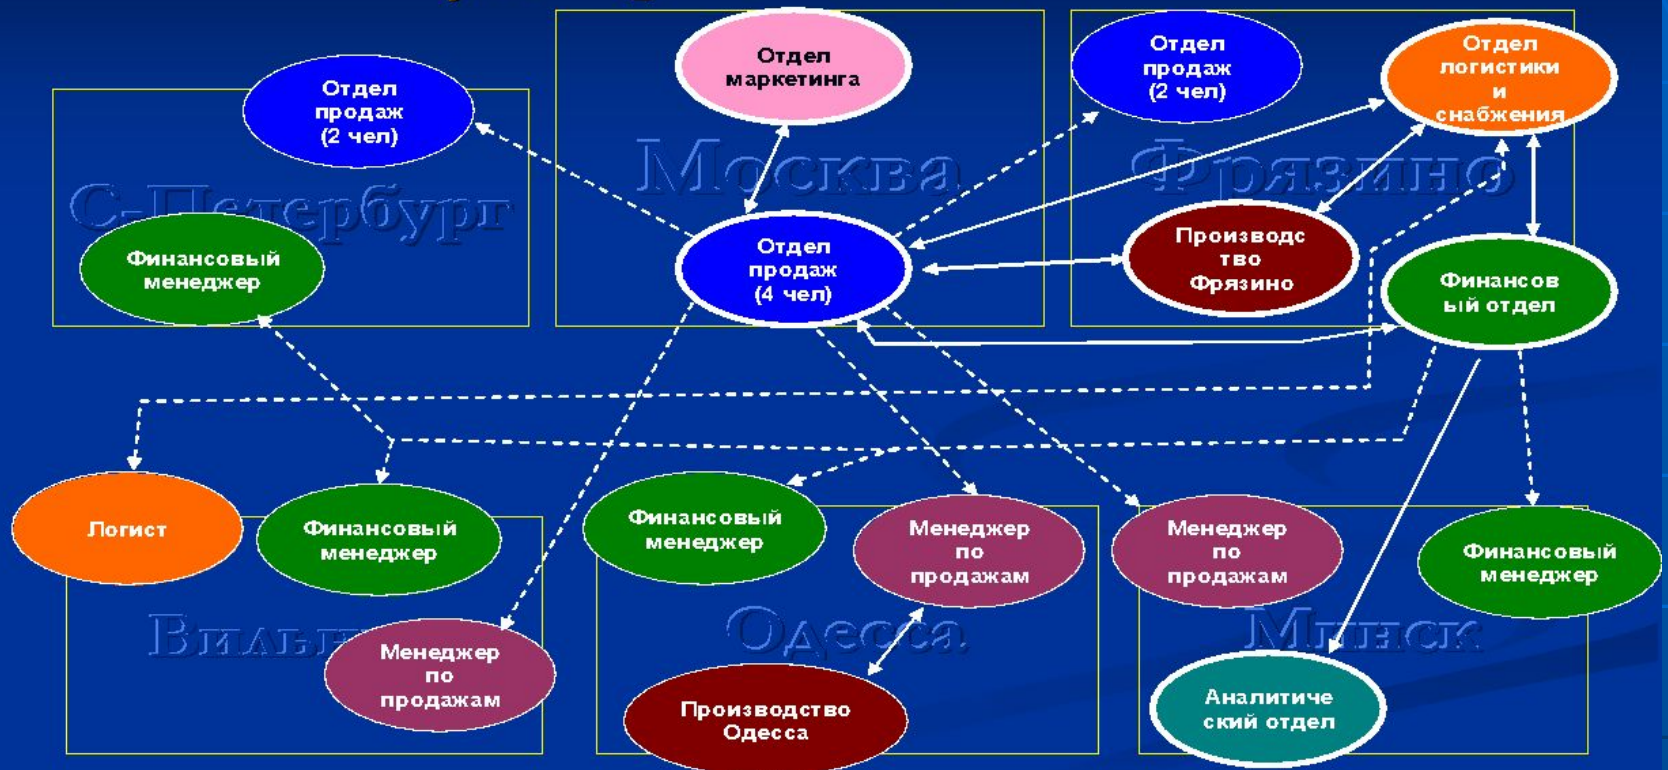 Отдел
маркетинга
Отдел
продаж
(2 чел)
Отдел
логистики
и
снабжения
Отдел
продаж
(2 чел)
Москва
Фрязино
С-Петербург
Финансовый
менеджер
Отдел
продаж
(4 чел)
Производс
тво
Фрязино
Финансов
ый отдел
Логист
Финансовый
менеджер
Финансовый
менеджер
Менеджер
по
продажам
Менеджер
по
продажам
Финансовый
менеджер
Одесса
Минск
Менеджер
по
продажам
Производство
Одесса
Аналитиче
ский отдел